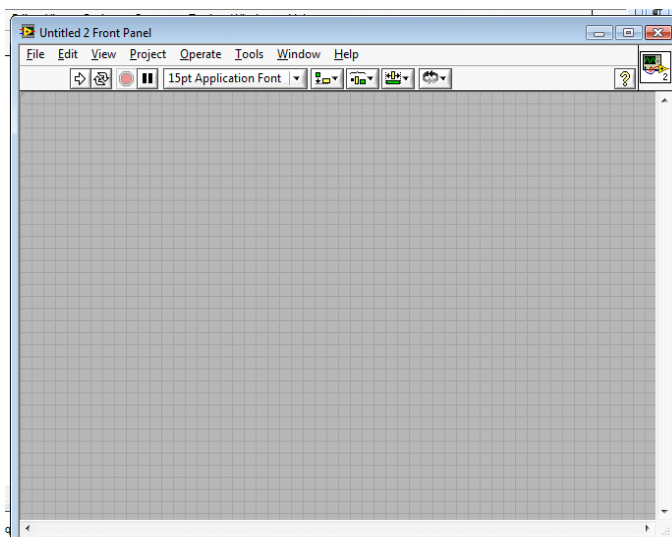 Untitled 2 Front Panel
File Edit View Project Operate Tools Window Help
15pt Application Font
?
2
q